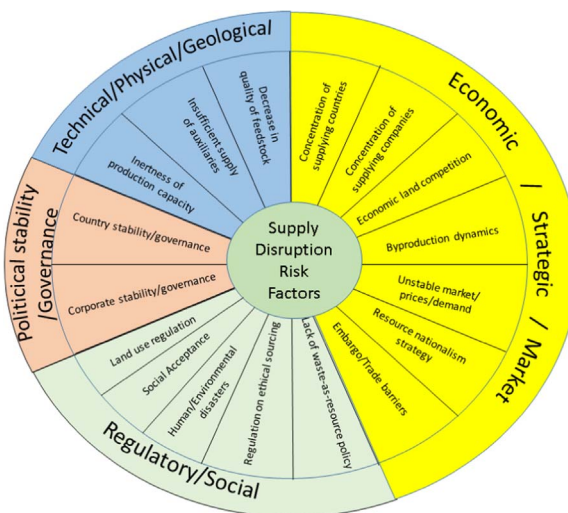 Supply
Disruption
Risk
Factors
Technical/Physical/Geological
Inertness of
production capacity
Insufficient supply
of auxiliaries
Decrease in
quality of feedstock
Economic / Strategic / Market
Concentration of
supplying countries
Concentration of
supplying companies
Economic land competition
Byproduction dynamics
Unstable market/
prices/demand
Resource nationalism
strategy
Embargo/Trade barriers
Regulatory/Social
Lack of waste-as-resource policy
Regulation on ethical sourcing
Human/Environmental
disasters
Social Acceptance
Land use regulation
Politicical stability
/Governance
Corporate stability/governance
Country stability/governance